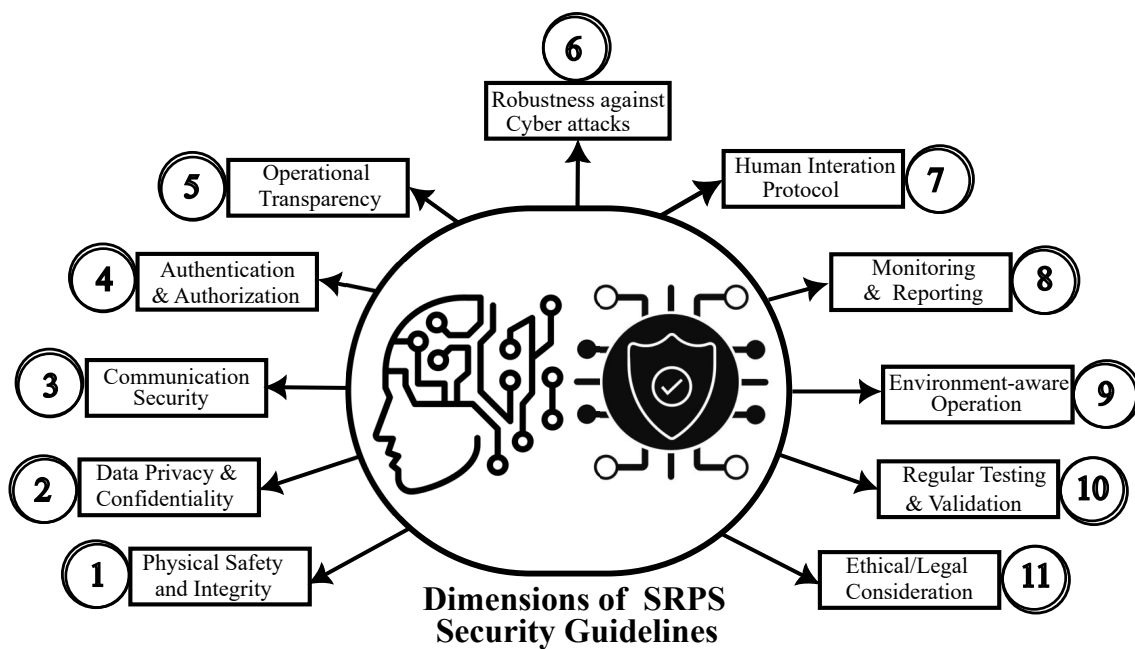 6
Robustness against
Cyber attacks
5
Operational
Transparency
Human Interation
Protocol
7
4
Authentication
& Authorization
Monitoring
& Reporting
8
3
Communication
Security
Environment-aware
Operation
9
2
Data Privacy &
Confidentiality
Regular Testing
& Validation
10
1
Physical Safety
and Integrity
Ethical/Legal
Consideration
11
Dimensions of SRPS
Security Guidelines